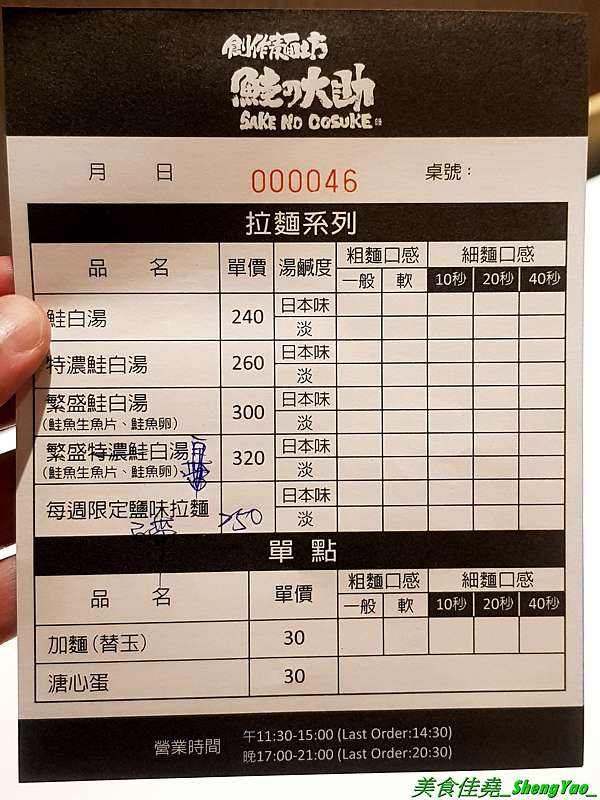 創作麵坊
鮭の大助
SAKE NO OOSUKE
月 日 000046 桌號：
拉麵系列
品 名 單價 湯鹹度 粗麵口感 細麵口感
一般 軟 10秒 20秒 40秒
鮭白湯 240 日本味
淡
特濃鮭白湯 260 日本味
淡
繁盛鮭白湯 300 日本味
(鮭魚生魚片、鮭魚卵) 淡
繁盛特濃鮭白湯 320 日本味
(鮭魚生魚片、鮭魚卵) 淡
每週限定鹽味拉麵 250 日本味
淡
單 點
品 名 單價 粗麵口感 細麵口感
一般 軟 10秒 20秒 40秒
加麵(替玉) 30
溏心蛋 30
營業時間 午11:30-15:00 (Last Order:14:30)
晚17:00-21:00 (Last Order:20:30)
美食佳堯_ShengYao_